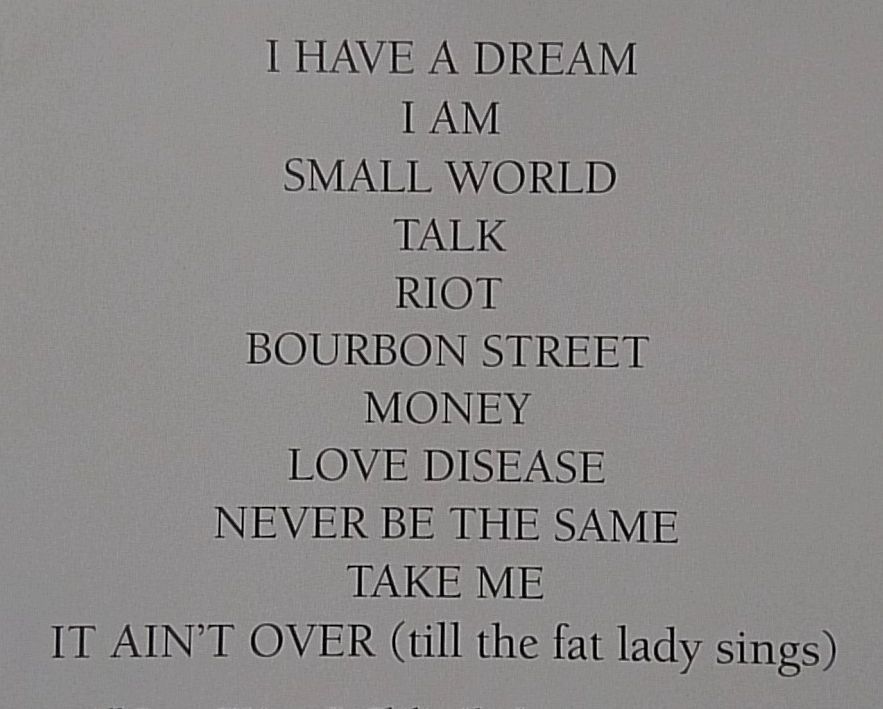 I HAVE A DREAM
I AM
SMALL WORLD
TALK
RIOT
BOURBON STREET
MONEY
LOVE DISEASE
NEVER BE THE SAME
TAKE ME
IT AIN'T OVER (till the fat lady sings)